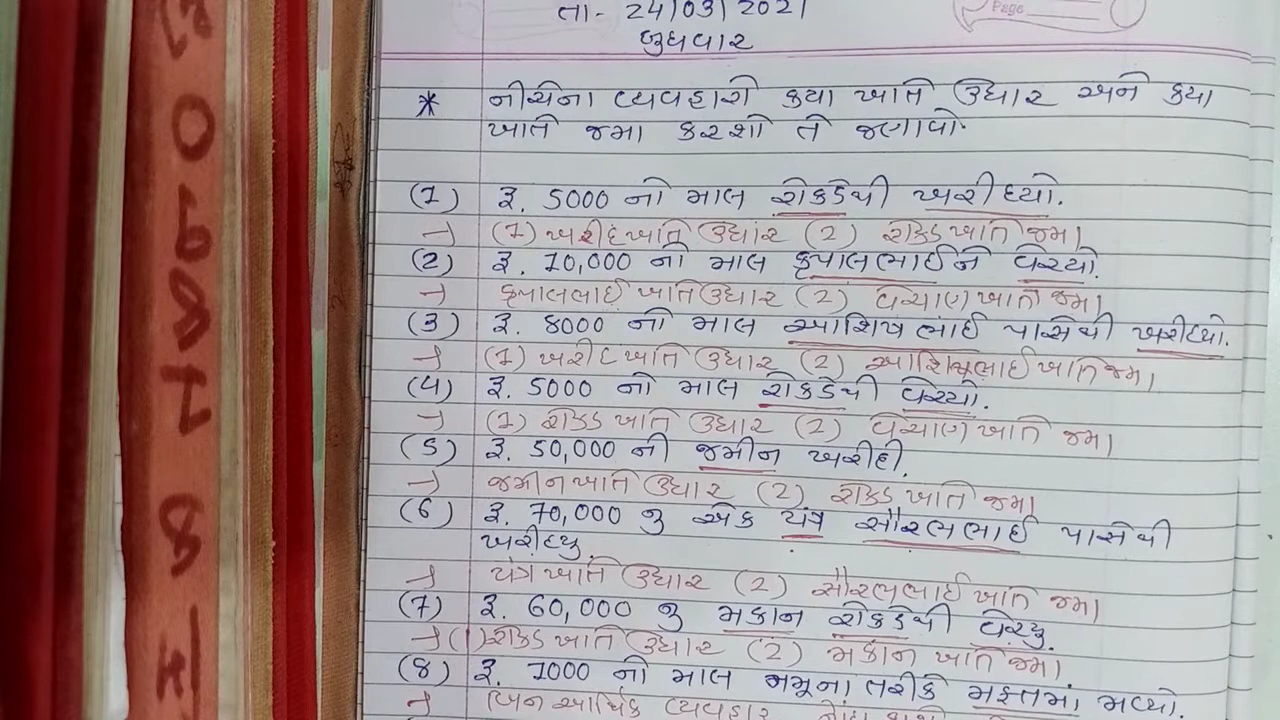 Page
તા- 24/03/2021
બુધવાર
* નીચેના વ્યવહારો કયા ખાતે ઉધાર અને કયા
ખાતે જમા કરશો તે જણાવો.
(1) રૂ. 5000 નો માલ રોકડેથી ખરીદ્યો.
→ (1) ખરીદખાતે ઉધાર (2) રોકડખાતે જમા
(2) રૂ. 10,000 નો માલ કૃપાલભાઈને વેચ્યો.
→ કૃપાલભાઈ ખાતે ઉધાર (2) વેચાણ ખાતે જમા
(3) રૂ. 8000 નો માલ આશિષભાઈ પાસેથી ખરીદ્યો.
→ (1) ખરીદખાતે ઉધાર (2) આશિષભાઈ ખાતે જમા
(4) રૂ. 5000 નો માલ રોકડેથી વેચ્યો.
→ (1) રોકડ ખાતે ઉધાર (2) વેચાણ ખાતે જમા
(5) રૂ. 50,000 ની જમીન ખરીદી.
→ જમીન ખાતે ઉધાર (2) રોકડ ખાતે જમા
(6) રૂ. 70,000 નુ એક યંત્ર સૌરભભાઈ પાસેથી
ખરીદ્યુ.
→ યંત્ર ખાતે ઉધાર (2) સૌરભભાઈ ખાતે જમા
(7) રૂ. 60,000 નુ મકાન રોકડેથી વેચ્યુ.
→ (1) રોકડ ખાતે ઉધાર (2) મકાન ખાતે જમા
(8) રૂ. 1000 નો માલ નમૂના તરીકે મફતમાં મળ્યો.
→ બિન આર્થિક વ્યવહાર